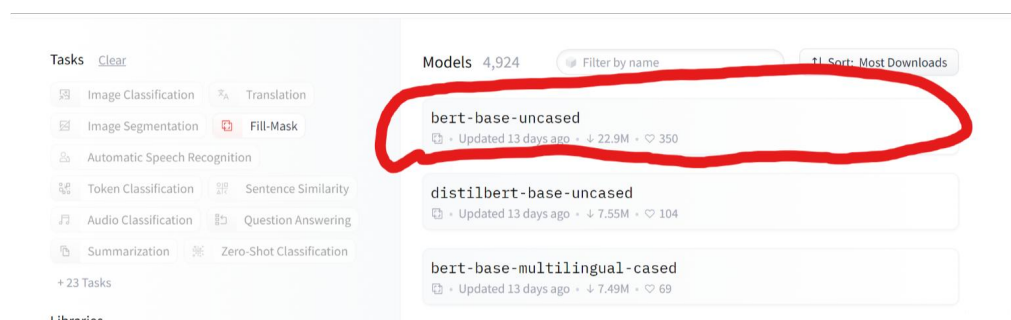 Tasks Clear
Image Classification Translation
Image Segmentation Fill-Mask
Automatic Speech Recognition
Token Classification Sentence Similarity
Audio Classification Question Answering
Summarization Zero-Shot Classification
+ 23 Tasks
Models 4,924 Filter by name Sort: Most Downloads
bert-base-uncased
• Updated 13 days ago • ↓ 22.9M • ♡ 350
distilbert-base-uncased
• Updated 13 days ago • ↓ 7.55M • ♡ 104
bert-base-multilingual-cased
• Updated 13 days ago • ↓ 7.49M • ♡ 69